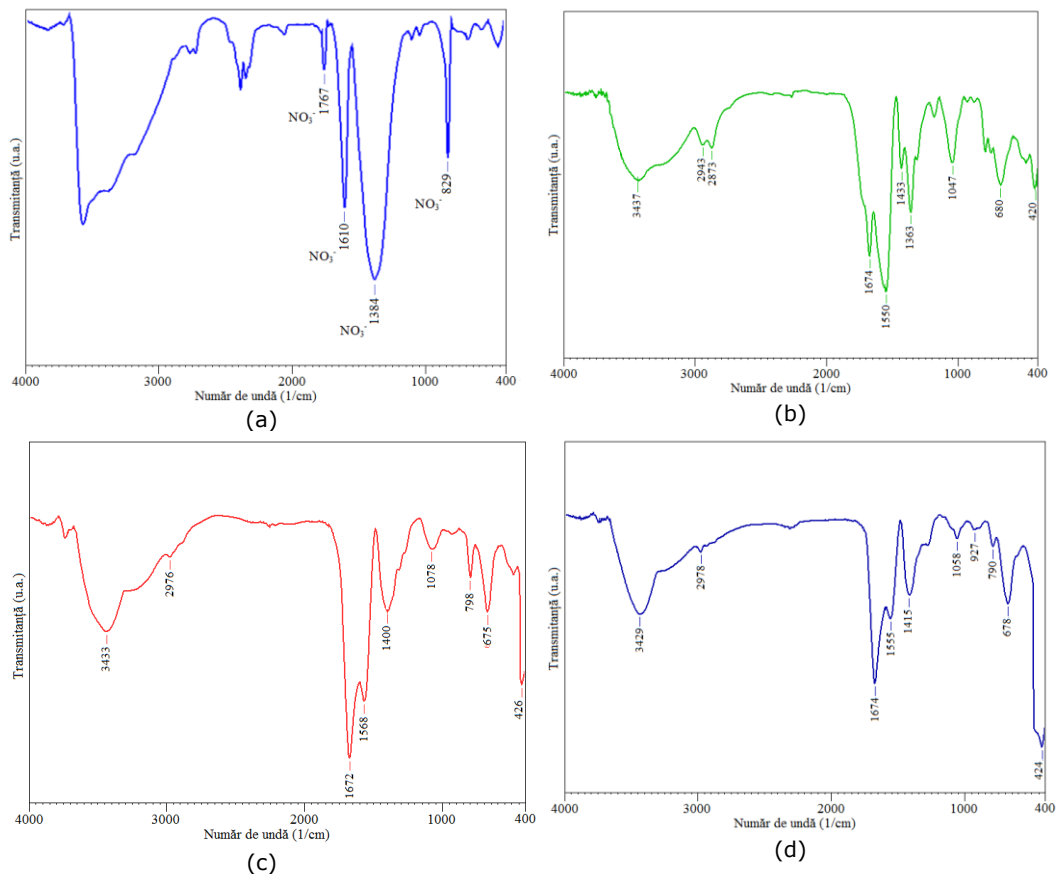 Transmitanţă (u.a.)
NO₃⁻
1767
NO₃⁻
1610
NO₃⁻
1384
NO₃⁻
829
4000 3000 2000 1000 400
Număr de undă (1/cm)
(a)
Transmitanţă (u.a.)
3437
2943
2873
1674
1550
1433
1363
1047
680
420
4000 3000 2000 1000 400
Număr de undă (1/cm)
(b)
Transmitanţă (u.a.)
3433
2976
1672
1568
1400
1078
798
675
426
4000 3000 2000 1000 400
Număr de undă (1/cm)
(c)
Transmitanţă (u.a.)
3429
2978
1674
1555
1415
1058
927
790
678
424
4000 3000 2000 1000 400
Număr de undă (1/cm)
(d)